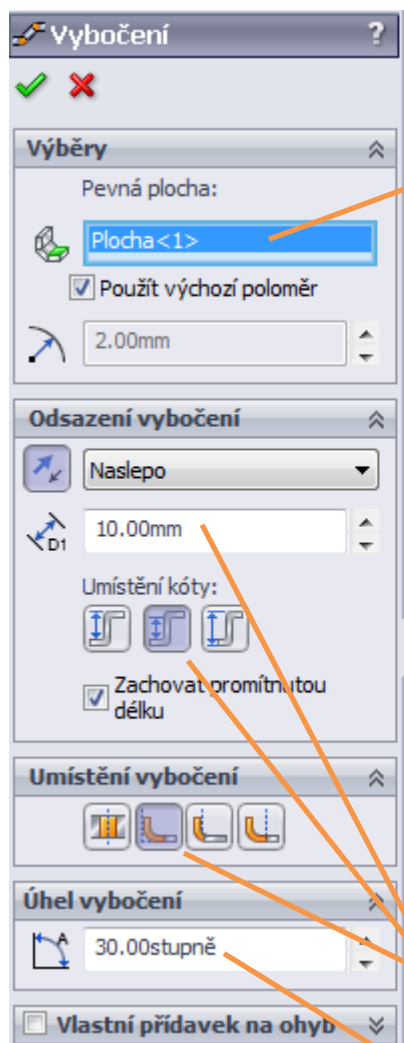 Vybočení ?
Výběry
Pevná plocha:
Plocha<1>
Použít výchozí poloměr
2.00mm
Odsazení vybočení
Naslepo
D1
10.00mm
Umístění kóty:
Zachovat promítnutou
délku
Umístění vybočení
Úhel vybočení
A
30.00stupně
Vlastní přídavek na ohyb